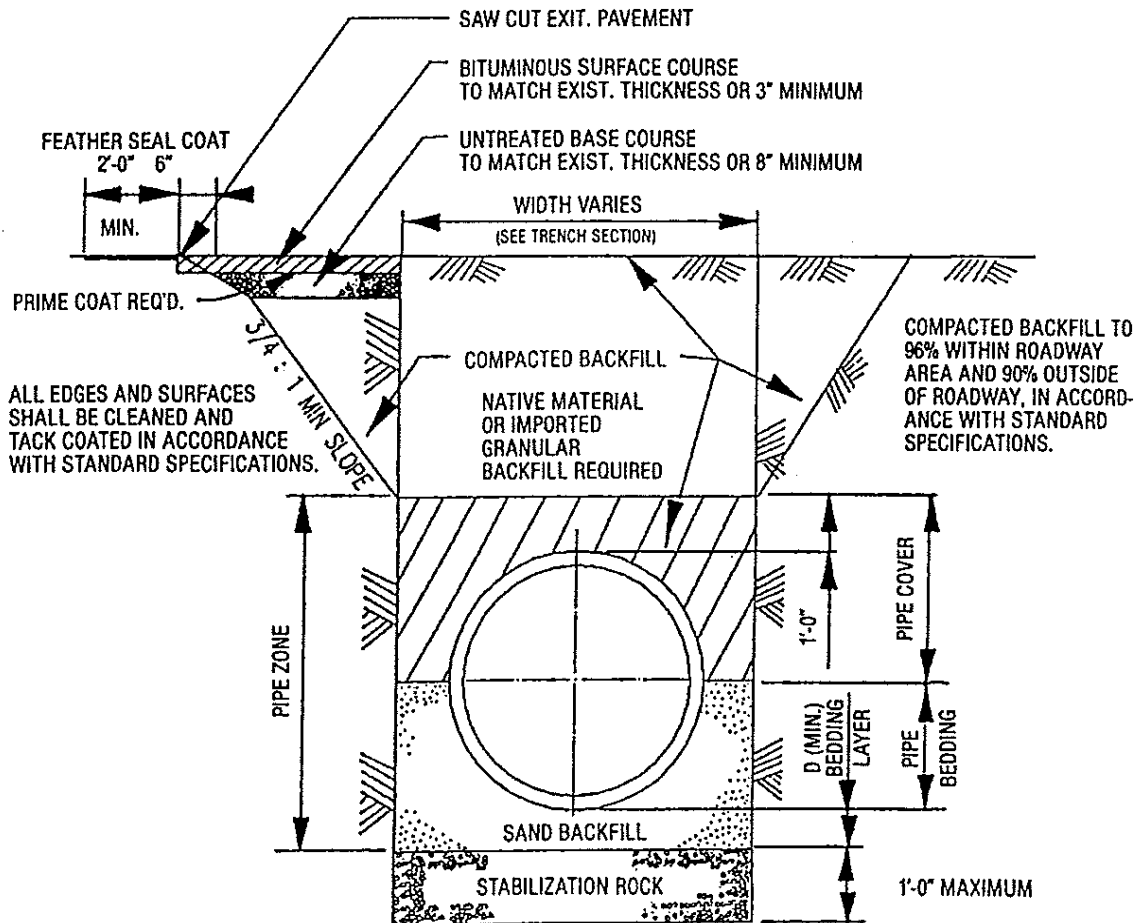 SAW CUT EXIT. PAVEMENT
BITUMINOUS SURFACE COURSE
TO MATCH EXIST. THICKNESS OR 3" MINIMUM
FEATHER SEAL COAT
2'-0" 6"
MIN.
UNTREATED BASE COURSE
TO MATCH EXIST. THICKNESS OR 8" MINIMUM
WIDTH VARIES
(SEE TRENCH SECTION)
PRIME COAT REQ'D.
3/4 : 1 MIN SLOPE
COMPACTED BACKFILL
COMPACTED BACKFILL TO
96% WITHIN ROADWAY
AREA AND 90% OUTSIDE
OF ROADWAY, IN ACCORD-
ANCE WITH STANDARD
SPECIFICATIONS.
ALL EDGES AND SURFACES
SHALL BE CLEANED AND
TACK COATED IN ACCORDANCE
WITH STANDARD SPECIFICATIONS.
NATIVE MATERIAL
OR IMPORTED
GRANULAR
BACKFILL REQUIRED
PIPE ZONE
1'-0"
PIPE COVER
D (MIN.)
BEDDING
LAYER
PIPE
BEDDING
SAND BACKFILL
STABILIZATION ROCK
1'-0" MAXIMUM